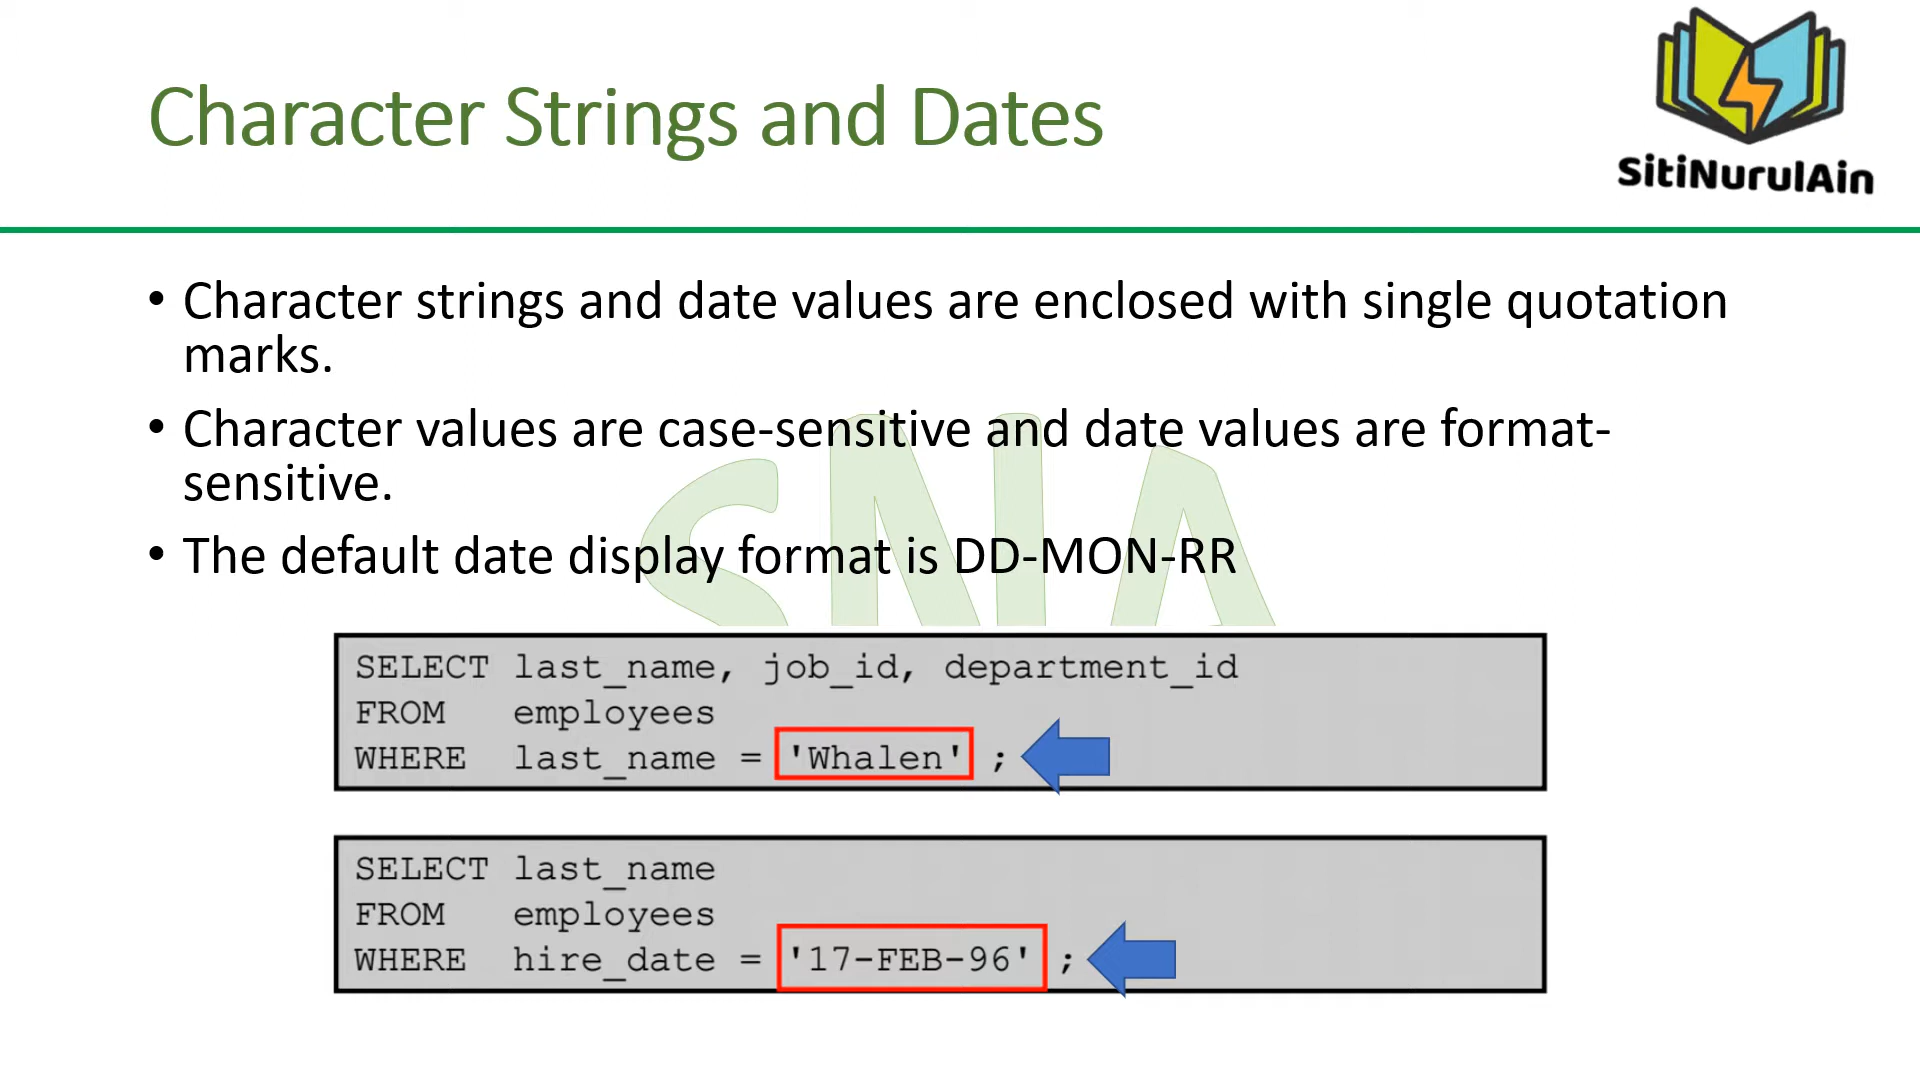 Character Strings and Dates
SitiNurulAin
• Character strings and date values are enclosed with single quotation
marks.
• Character values are case-sensitive and date values are format-
sensitive.
• The default date display format is DD-MON-RR
SNA
SELECT last_name, job_id, department_id
FROM employees
WHERE last_name = 'Whalen' ;
SELECT last_name
FROM employees
WHERE hire_date = '17-FEB-96' ;